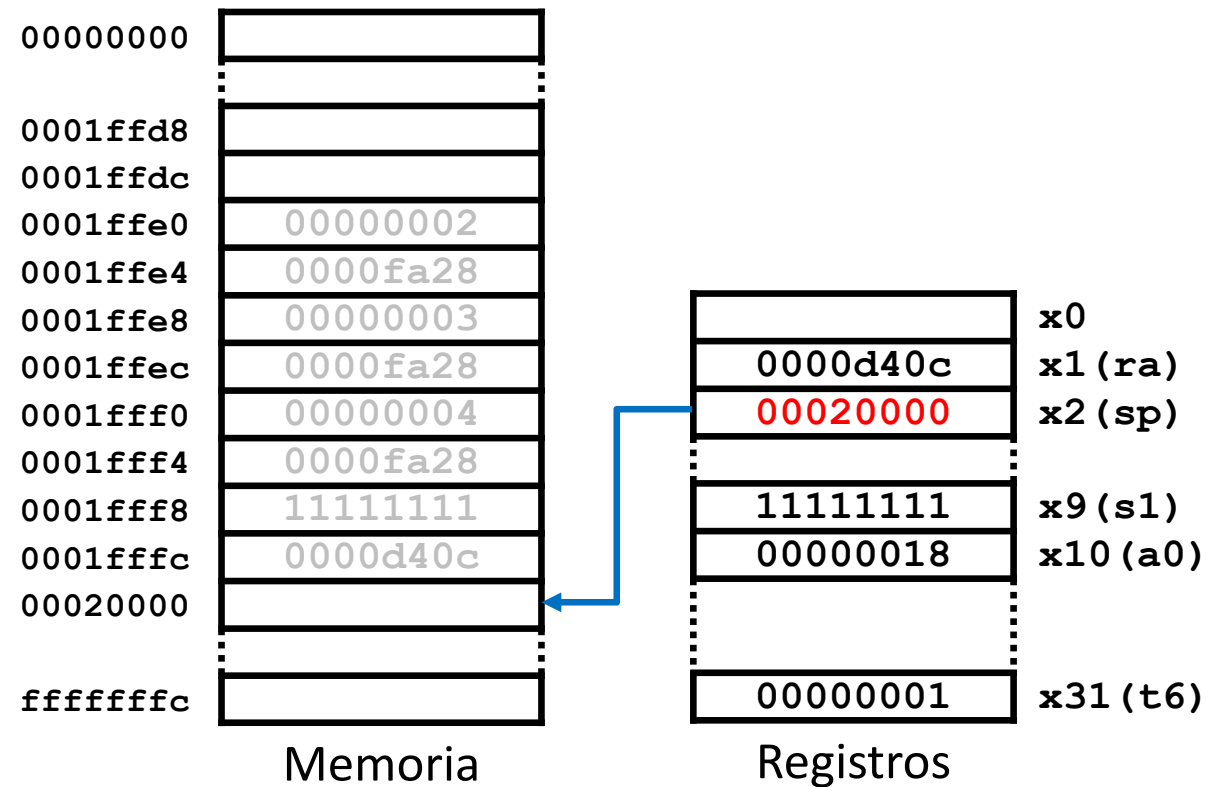 00000000
0001ffd8
0001ffdc
0001ffe0 00000002
0001ffe4 0000fa28
0001ffe8 00000003 x0
0001ffec 0000fa28 0000d40c x1(ra)
0001fff0 00000004 00020000 x2(sp)
0001fff4 0000fa28
0001fff8 11111111 11111111 x9(s1)
0001fffc 0000d40c 00000018 x10(a0)
00020000
fffffffc 00000001 x31(t6)
Memoria Registros